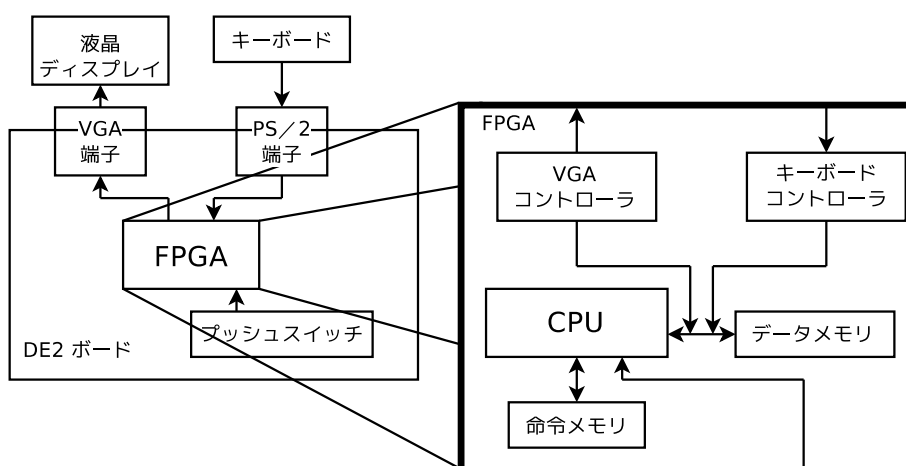 液晶
ディスプレイ
キーボード
VGA
端子
PS／2
端子
FPGA
プッシュスイッチ
DE2 ボード
FPGA
VGA
コントローラ
キーボード
コントローラ
CPU
データメモリ
命令メモリ